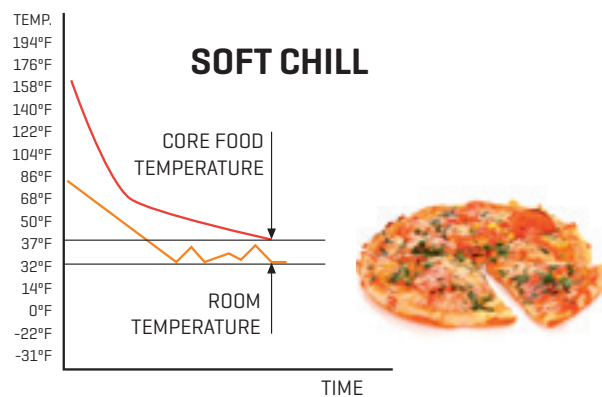 TEMP.
194°F
176°F
158°F
140°F
122°F
104°F
86°F
68°F
50°F
37°F
32°F
14°F
0°F
-22°F
-31°F
SOFT CHILL
CORE FOOD
TEMPERATURE
ROOM
TEMPERATURE
TIME